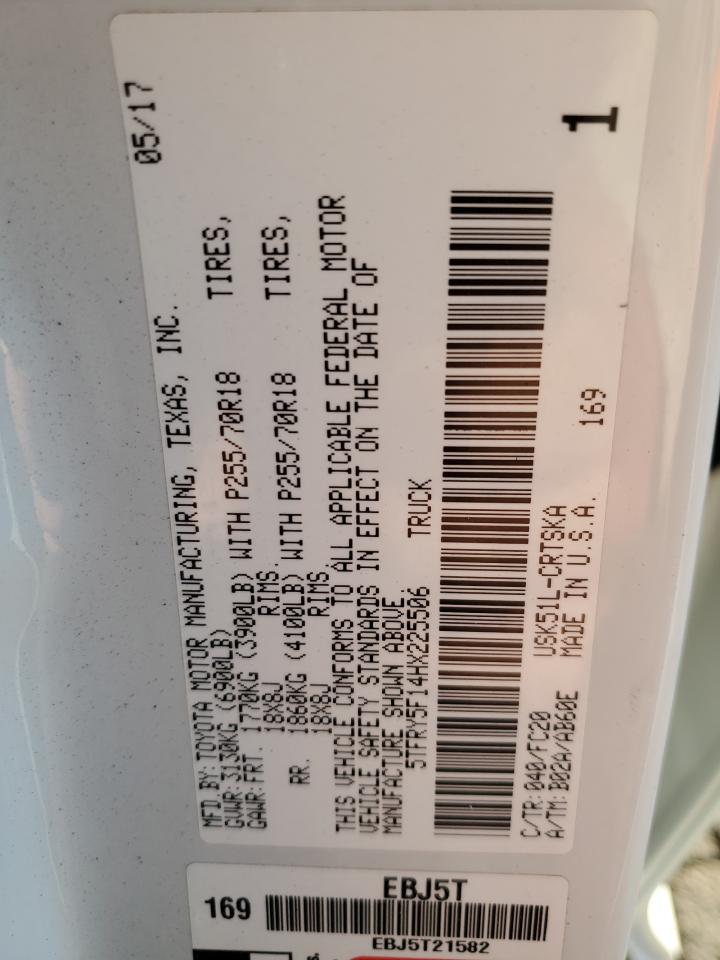 MFD.BY:TOYOTA MOTOR MANUFACTURING, TEXAS, INC. 05/17
GVWR:3130KG (6900LB)
GAWR:FRT. 1770KG (3900LB) WITH P255/70R18 TIRES,
18X8J RIMS.
RR. 1860KG (4100LB) WITH P255/70R18 TIRES,
18X8J RIMS.
THIS VEHICLE CONFORMS TO ALL APPLICABLE FEDERAL MOTOR
VEHICLE SAFETY STANDARDS IN EFFECT ON THE DATE OF
MANUFACTURE SHOWN ABOVE.
5TFRY5F14HX225506 TRUCK
C/TR:040/FC20 USK51L-CRTSKA
A/TM:B02A/AB60E MADE IN U.S.A. 169
1
EBJ5T
169
EBJ5T21582